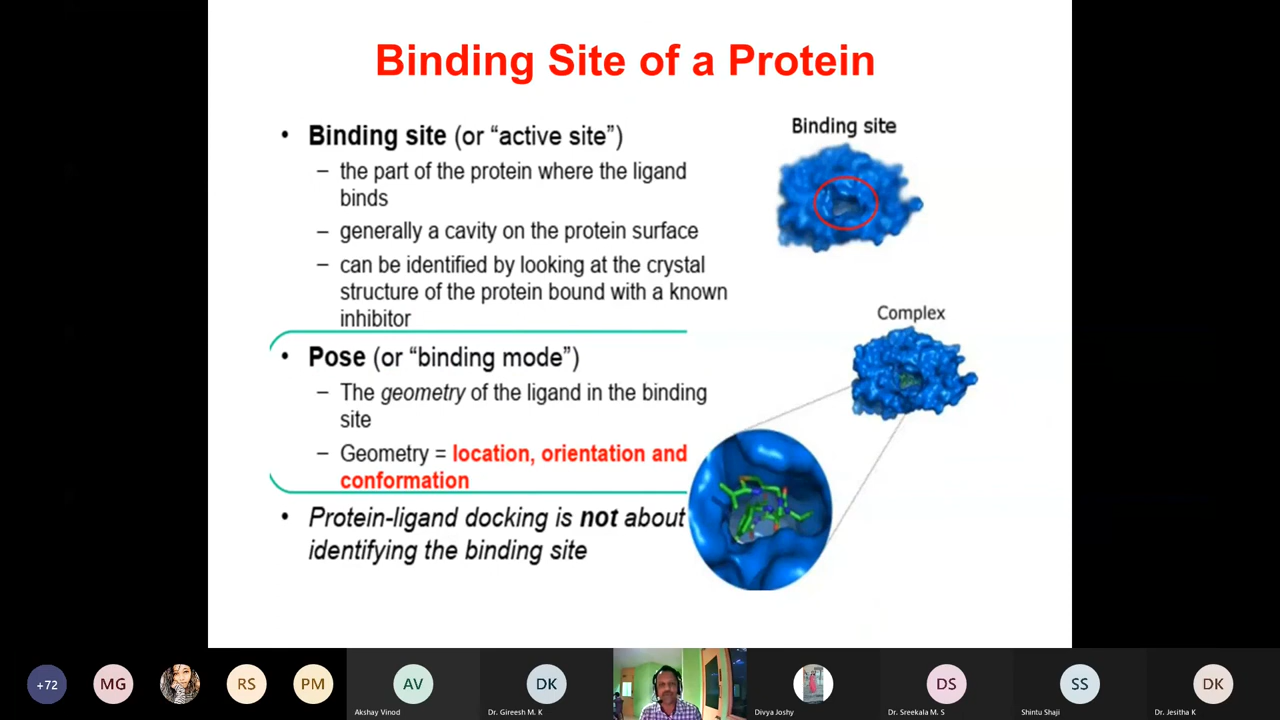 Binding Site of a Protein
• Binding site (or “active site”)
– the part of the protein where the ligand
binds
– generally a cavity on the protein surface
– can be identified by looking at the crystal
structure of the protein bound with a known
inhibitor
• Pose (or “binding mode”)
– The geometry of the ligand in the binding
site
– Geometry = location, orientation and
conformation
• Protein-ligand docking is not about
identifying the binding site
Binding site
Complex
+72
MG
RS
PM
AV
Akshay Vinod
DK
Dr. Gireesh M. K
Divya Joshy
DS
Dr. Sreekala M. S
SS
Shintu Shaji
DK
Dr. Jesitha K